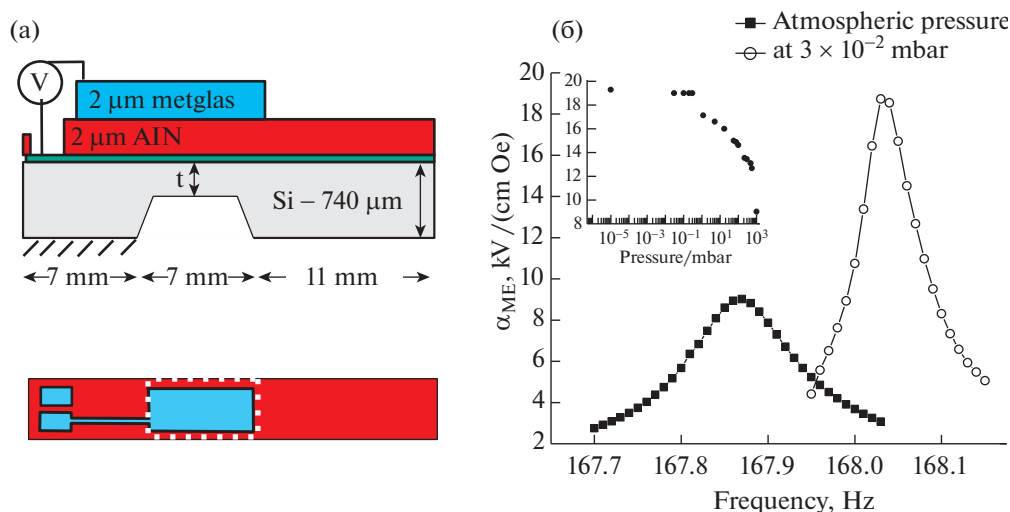 (а)
V
2 μm metglas
2 μm AlN
t
Si – 740 μm
7 mm
7 mm
11 mm
(б)
Atmospheric pressure
at 3 × 10⁻² mbar
α_ME, kV/(cm Oe)
20
18
16
14
12
10
8
6
4
2
167.7
167.8
167.9
168.0
168.1
Frequency, Hz
20
18
16
14
12
10
8
10⁻⁵
10⁻³
10⁻¹
10¹
10³
Pressure/mbar